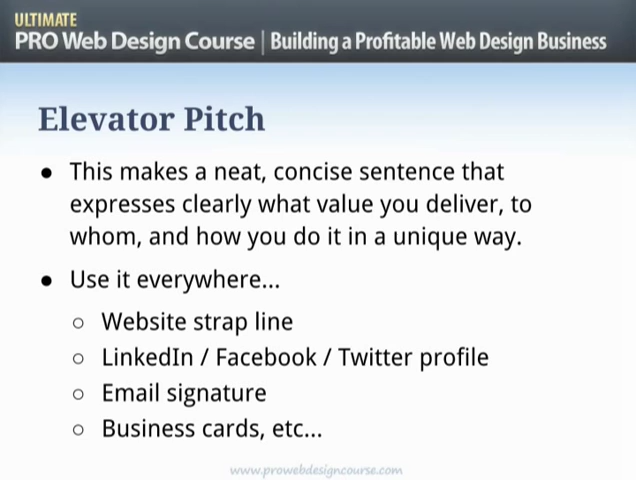 ULTIMATE
PRO Web Design Course | Building a Profitable Web Design Business
Elevator Pitch
● This makes a neat, concise sentence that
expresses clearly what value you deliver, to
whom, and how you do it in a unique way.
● Use it everywhere...
○ Website strap line
○ LinkedIn / Facebook / Twitter profile
○ Email signature
○ Business cards, etc...
www.prowebdesigncourse.com